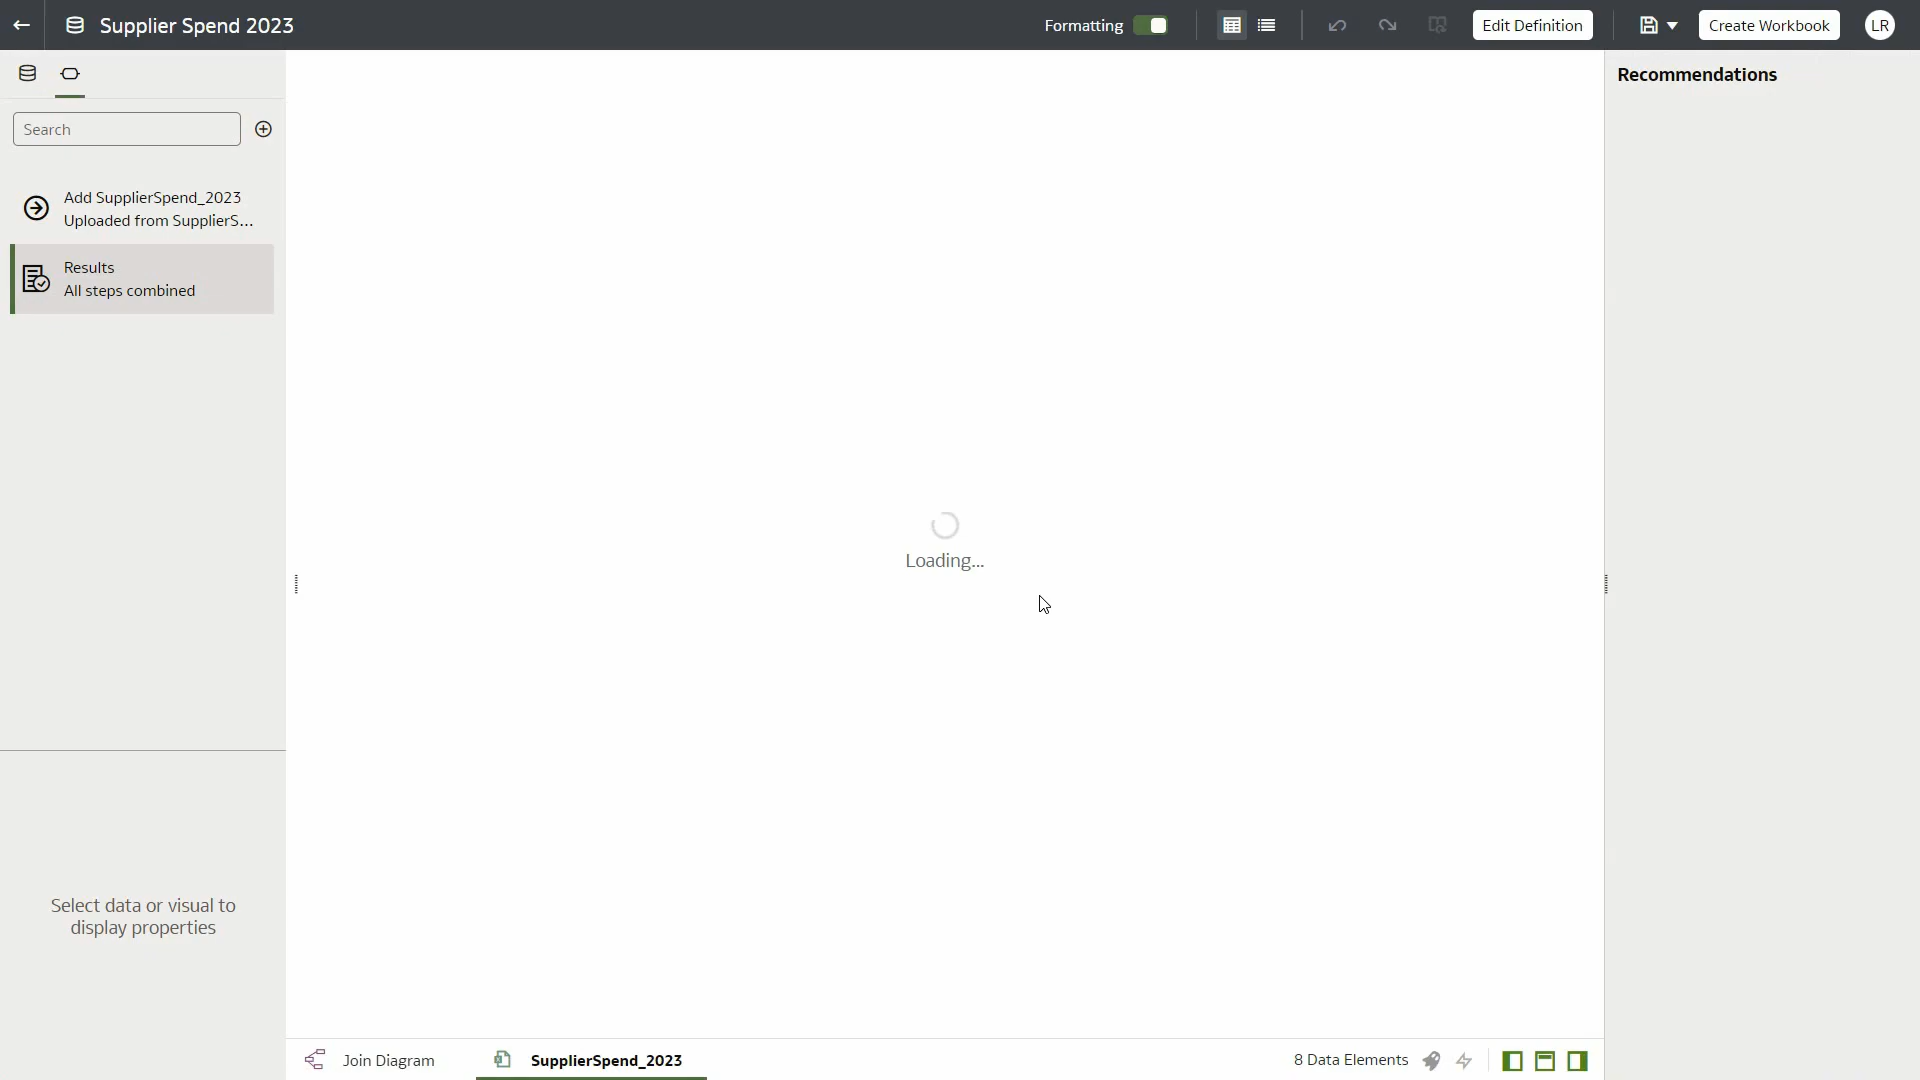 Supplier Spend 2023
Formatting
Edit Definition
Create Workbook
LR
Search
Add SupplierSpend_2023
Uploaded from SupplierS...
Results
All steps combined
Select data or visual to
display properties
Loading...
Recommendations
Join Diagram
SupplierSpend_2023
8 Data Elements